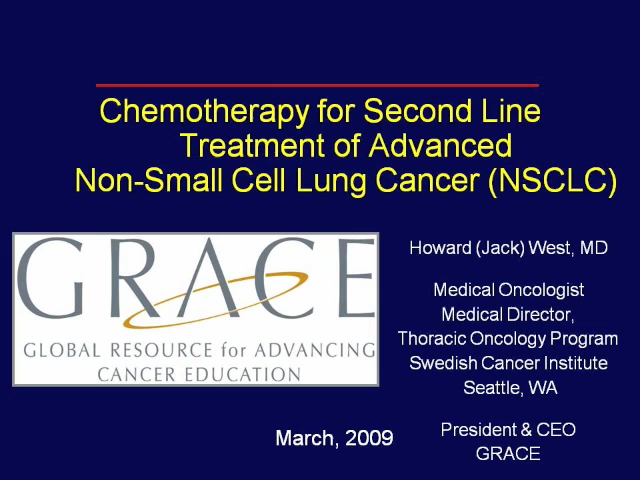 Chemotherapy for Second Line
Treatment of Advanced
Non-Small Cell Lung Cancer (NSCLC)
GRACE
GLOBAL RESOURCE for ADVANCING
CANCER EDUCATION
Howard (Jack) West, MD
Medical Oncologist
Medical Director,
Thoracic Oncology Program
Swedish Cancer Institute
Seattle, WA
President & CEO
GRACE
March, 2009